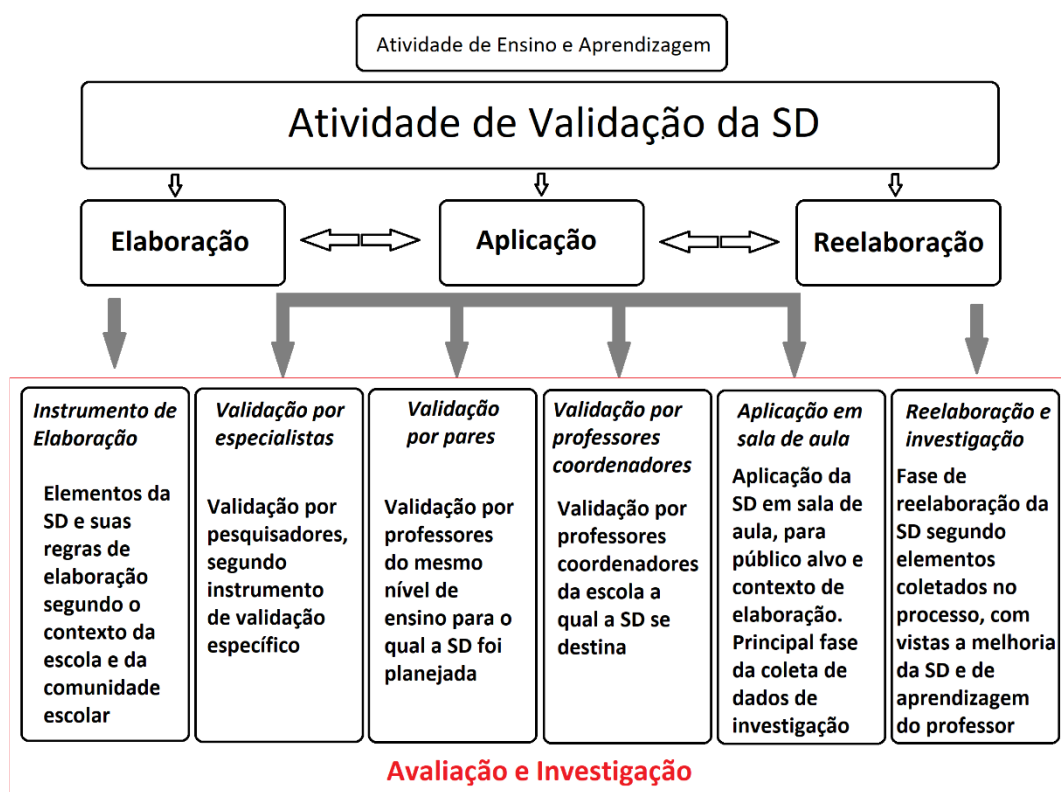 Atividade de Ensino e Aprendizagem
Atividade de Validação da SD
Elaboração
Aplicação
Reelaboração
Instrumento de
Elaboração
Elementos da
SD e suas
regras de
elaboração
segundo o
contexto da
escola e da
comunidade
escolar
Validação por
especialistas
Validação por
pesquisadores,
segundo
instrumento
de validação
específico
Validação
por pares
Validação por
professores
do mesmo
nível de
ensino para o
qual a SD foi
planejada
Validação por
professores
coordenadores
Validação por
professores
coordenadores
da escola a
qual a SD se
destina
Aplicação em
sala de aula
Aplicação da
SD em sala de
aula, para
público alvo e
contexto de
elaboração.
Principal fase
da coleta de
dados de
investigação
Reelaboração e
investigação
Fase de
reelaboração da
SD segundo
elementos
coletados no
processo, com
vistas a melhoria
da SD e de
aprendizagem
do professor
Avaliação e Investigação